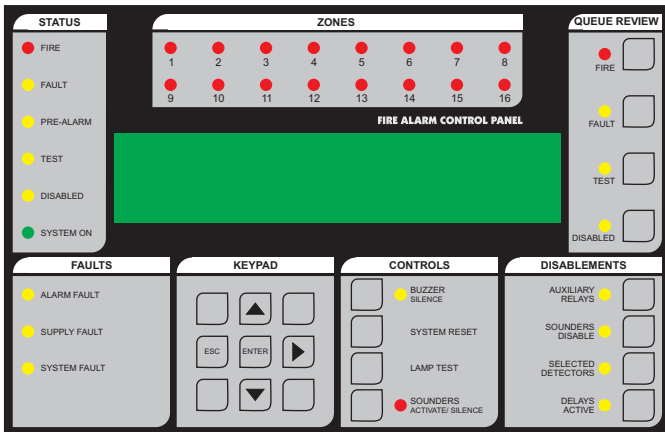 STATUS
FIRE
FAULT
PRE-ALARM
TEST
DISABLED
SYSTEM ON
ZONES
1 2 3 4 5 6 7 8
9 10 11 12 13 14 15 16
FIRE ALARM CONTROL PANEL
QUEUE REVIEW
FIRE
FAULT
TEST
DISABLED
FAULTS
ALARM FAULT
SUPPLY FAULT
SYSTEM FAULT
KEYPAD
ESC ENTER
CONTROLS
BUZZER
SILENCE
SYSTEM RESET
LAMP TEST
SOUNDERS
ACTIVATE/ SILENCE
DISABLEMENTS
AUXILIARY
RELAYS
SOUNDERS
DISABLE
SELECTED
DETECTORS
DELAYS
ACTIVE